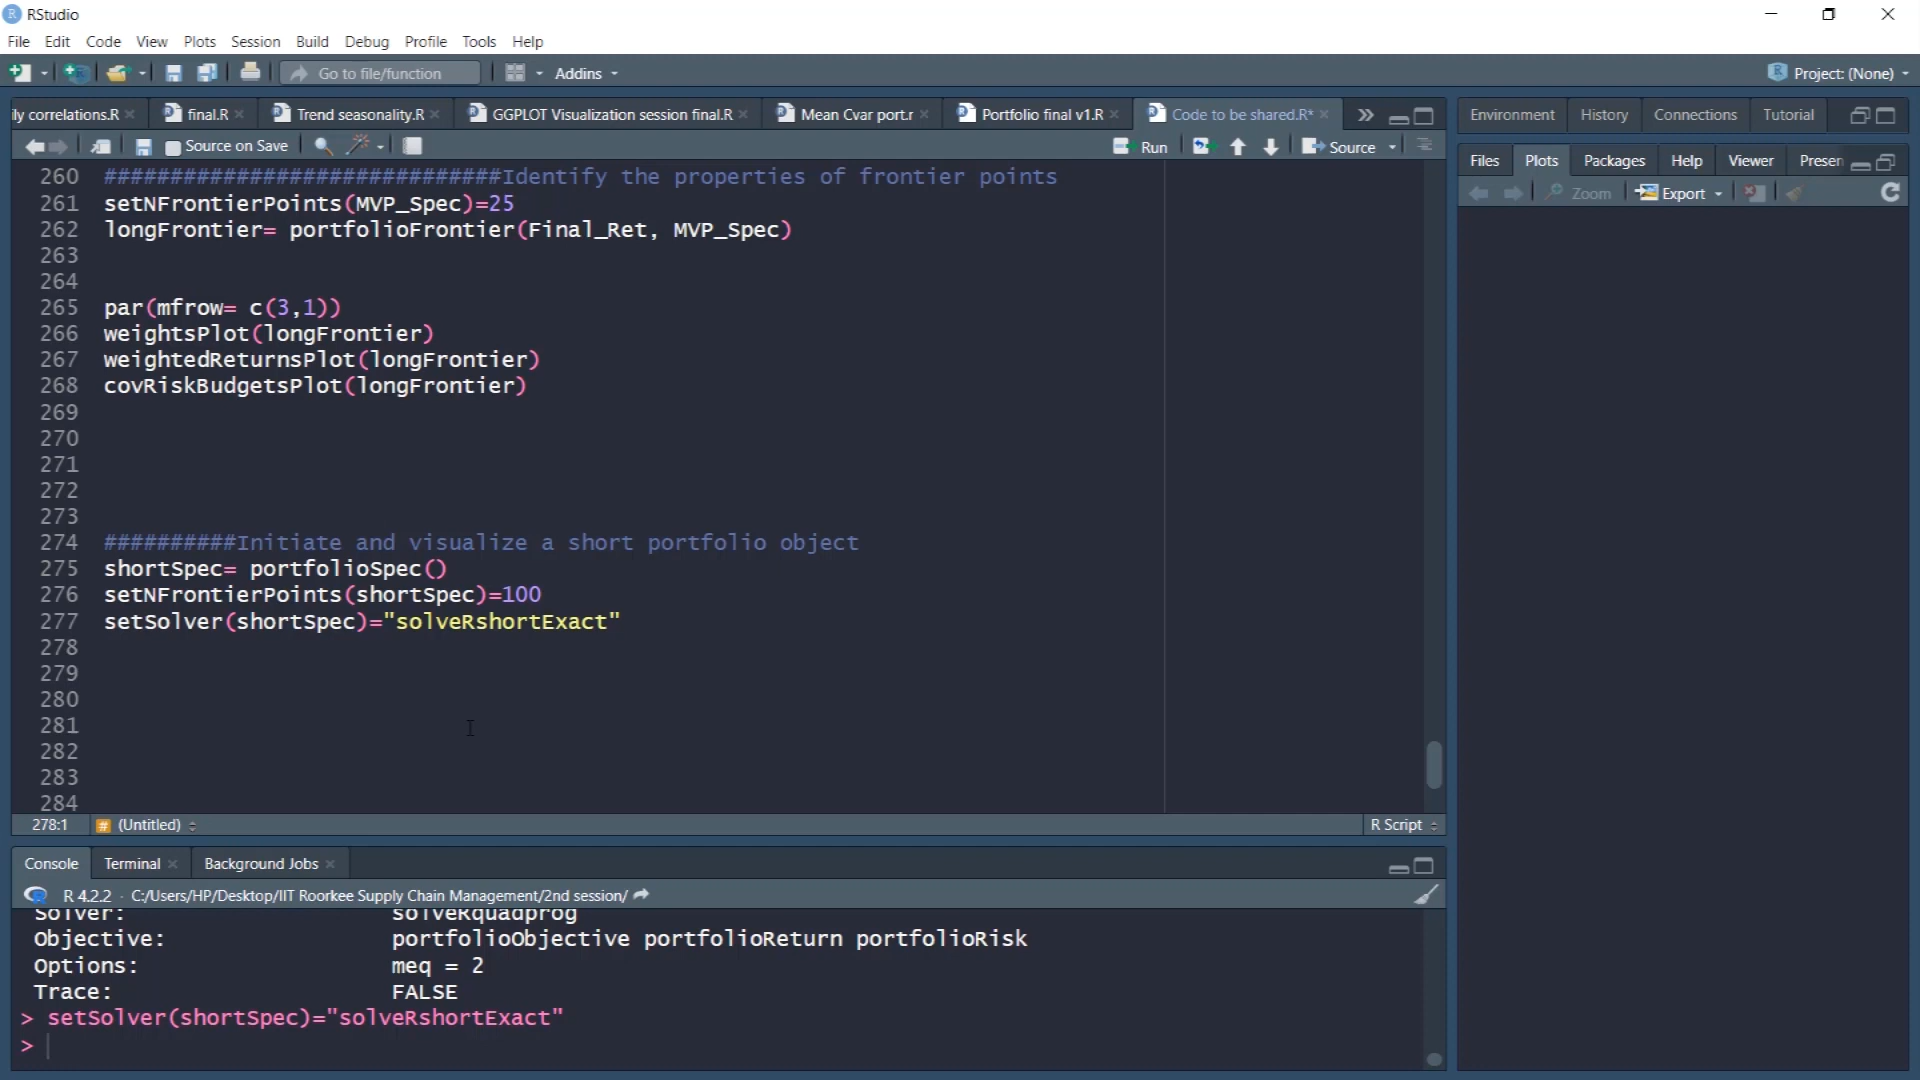 RStudio
File Edit Code View Plots Session Build Debug Profile Tools Help
Go to file/function Addins Project: (None)
ily correlations.R final.R Trend seasonality.R GGPLOT Visualization session final.R Mean Cvar port.r Portfolio final v1.R Code to be shared.R*
Source on Save Run Source
260 ##############################Identify the properties of frontier points
261 setNFrontierPoints(MVP_Spec)=25
262 longFrontier= portfolioFrontier(Final_Ret, MVP_Spec)
263
264
265 par(mfrow= c(3,1))
266 weightsPlot(longFrontier)
267 weightedReturnsPlot(longFrontier)
268 covRiskBudgetsPlot(longFrontier)
269
270
271
272
273
274 ##########Initiate and visualize a short portfolio object
275 shortSpec= portfolioSpec()
276 setNFrontierPoints(shortSpec)=100
277 setSolver(shortSpec)="solveRshortExact"
278
279
280
281
282
283
284
278:1 # (Untitled) R Script
Console Terminal Background Jobs
R 4.2.2 · C:/Users/HP/Desktop/IIT Roorkee Supply Chain Management/2nd session/
Solver: solveRquadprog
Objective: portfolioObjective portfolioReturn portfolioRisk
Options: meq = 2
Trace: FALSE
> setSolver(shortSpec)="solveRshortExact"
>
Environment History Connections Tutorial
Files Plots Packages Help Viewer Presen
Zoom Export